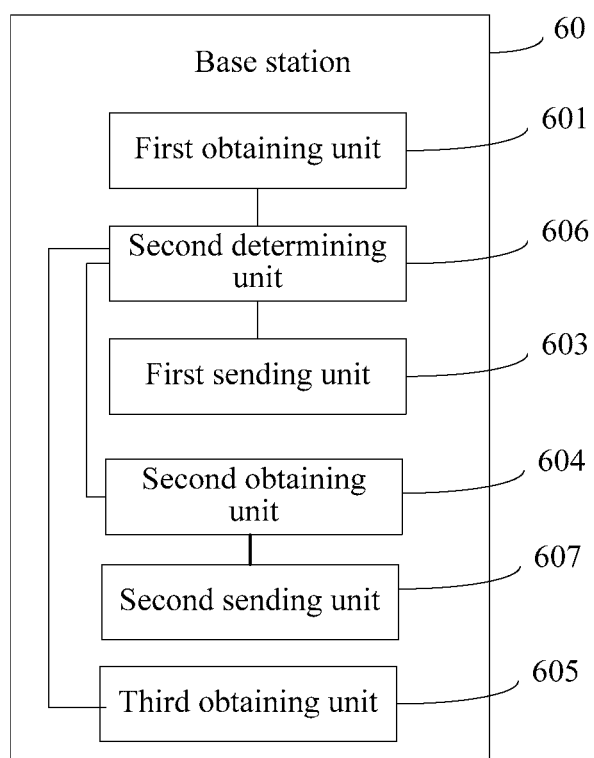 60
Base station
601
First obtaining unit
606
Second determining
unit
603
First sending unit
604
Second obtaining
unit
607
Second sending unit
605
Third obtaining unit